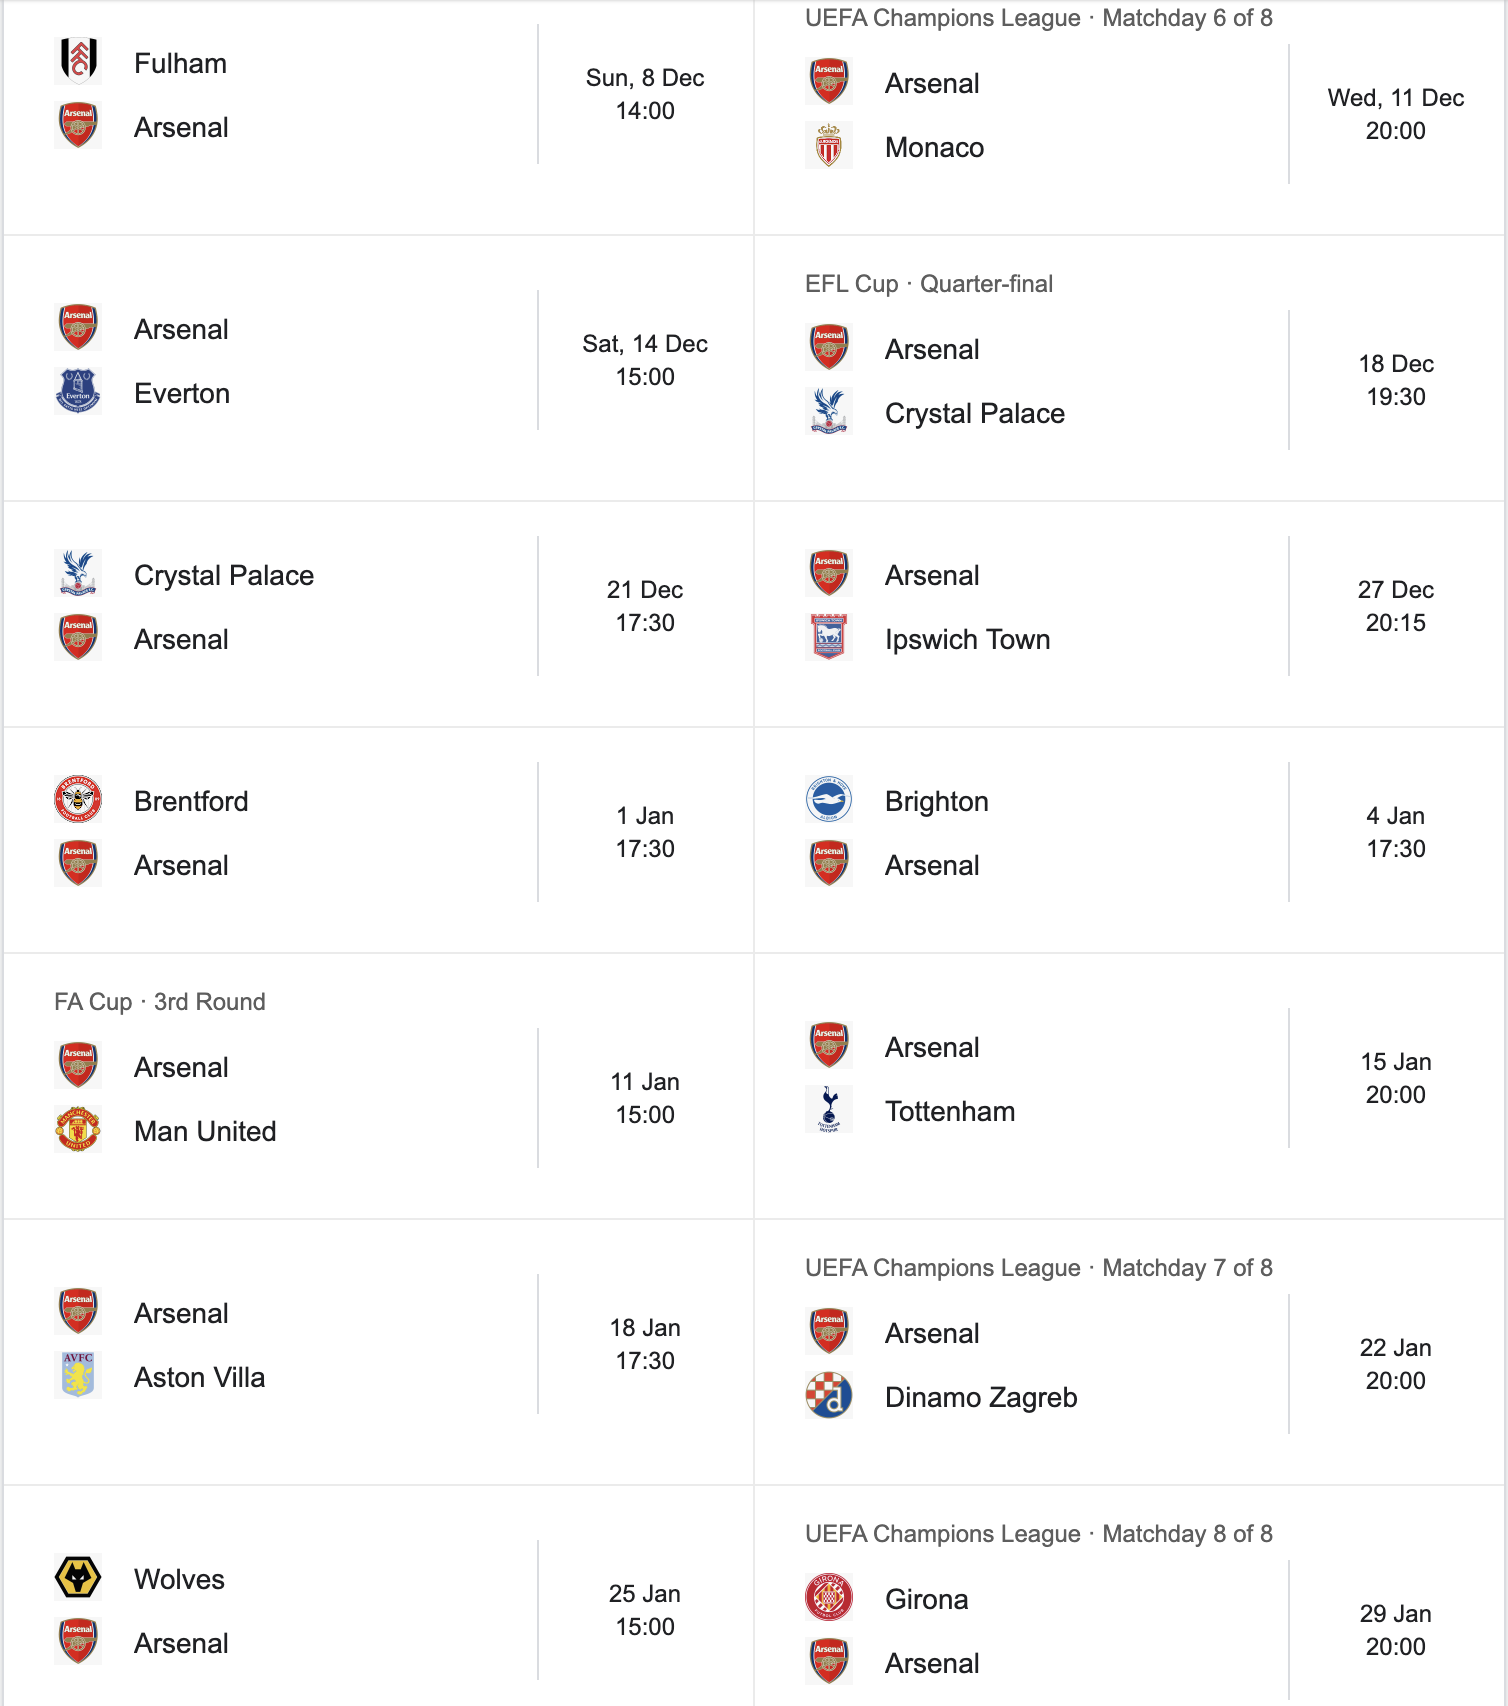 Fulham
Arsenal
Sun, 8 Dec
14:00
UEFA Champions League · Matchday 6 of 8
Arsenal
Monaco
Wed, 11 Dec
20:00
Arsenal
Everton
Sat, 14 Dec
15:00
EFL Cup · Quarter-final
Arsenal
Crystal Palace
18 Dec
19:30
Crystal Palace
Arsenal
21 Dec
17:30
Arsenal
Ipswich Town
27 Dec
20:15
Brentford
Arsenal
1 Jan
17:30
Brighton
Arsenal
4 Jan
17:30
FA Cup · 3rd Round
Arsenal
Man United
11 Jan
15:00
Arsenal
Tottenham
15 Jan
20:00
Arsenal
Aston Villa
18 Jan
17:30
UEFA Champions League · Matchday 7 of 8
Arsenal
Dinamo Zagreb
22 Jan
20:00
Wolves
Arsenal
25 Jan
15:00
UEFA Champions League · Matchday 8 of 8
Girona
Arsenal
29 Jan
20:00